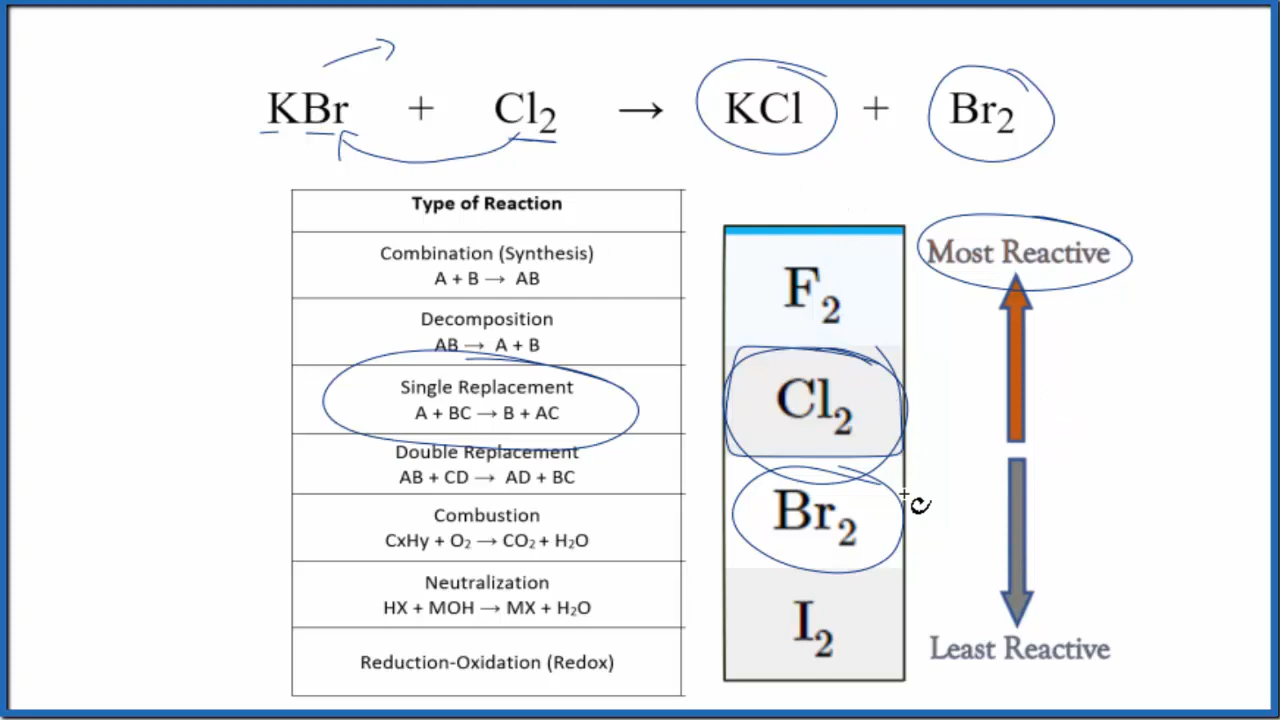 KBr + Cl₂ → KCl + Br₂
Type of Reaction
Combination (Synthesis)
A + B → AB
Decomposition
AB → A + B
Single Replacement
A + BC → B + AC
Double Replacement
AB + CD → AD + BC
Combustion
CxHy + O₂ → CO₂ + H₂O
Neutralization
HX + MOH → MX + H₂O
Reduction-Oxidation (Redox)
F₂
Cl₂
Br₂
I₂
Most Reactive
Least Reactive